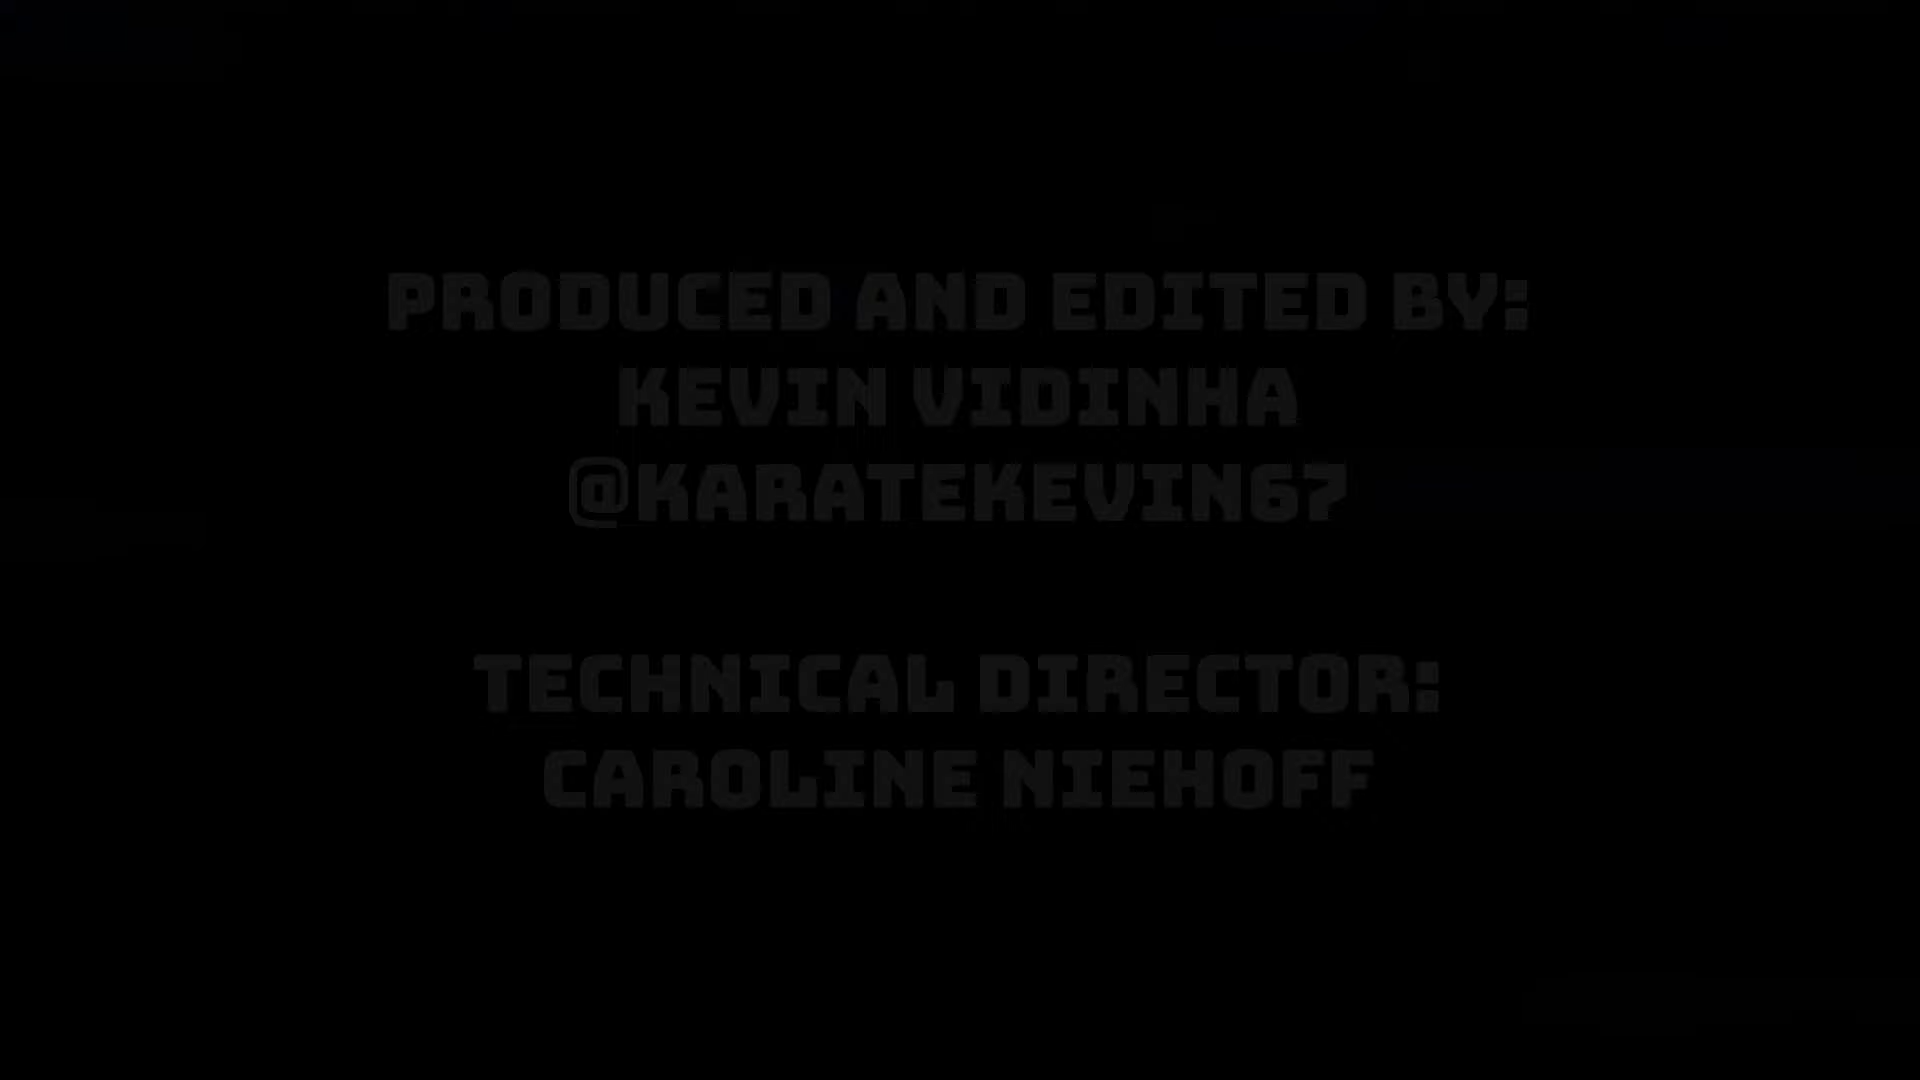 PRODUCED AND EDITED BY:
KEVIN VIDINHA
@KARATEKEVIN67
TECHNICAL DIRECTOR:
CAROLINE NIEHOFF